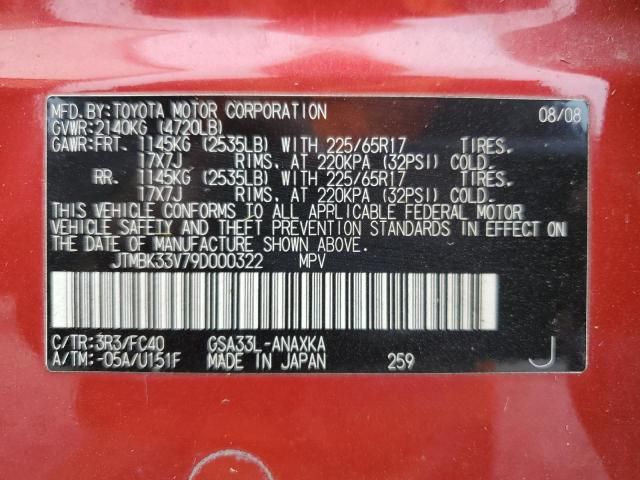 MFD.BY:TOYOTA MOTOR CORPORATION 08/08
GVWR:2140KG (4720LB)
GAWR:FRT. 1145KG (2535LB) WITH 225/65R17 TIRES.
17X7J RIMS, AT 220KPA (32PSI) COLD.
RR. 1145KG (2535LB) WITH 225/65R17 TIRES.
17X7J RIMS, AT 220KPA (32PSI) COLD.
THIS VEHICLE CONFORMS TO ALL APPLICABLE FEDERAL MOTOR
VEHICLE SAFETY AND THEFT PREVENTION STANDARDS IN EFFECT ON
THE DATE OF MANUFACTURE SHOWN ABOVE.
JTMBK33V79D000322 MPV
C/TR:3R3/FC40 GSA33L-ANAXKA
A/TM:-05A/U151F MADE IN JAPAN 259 J